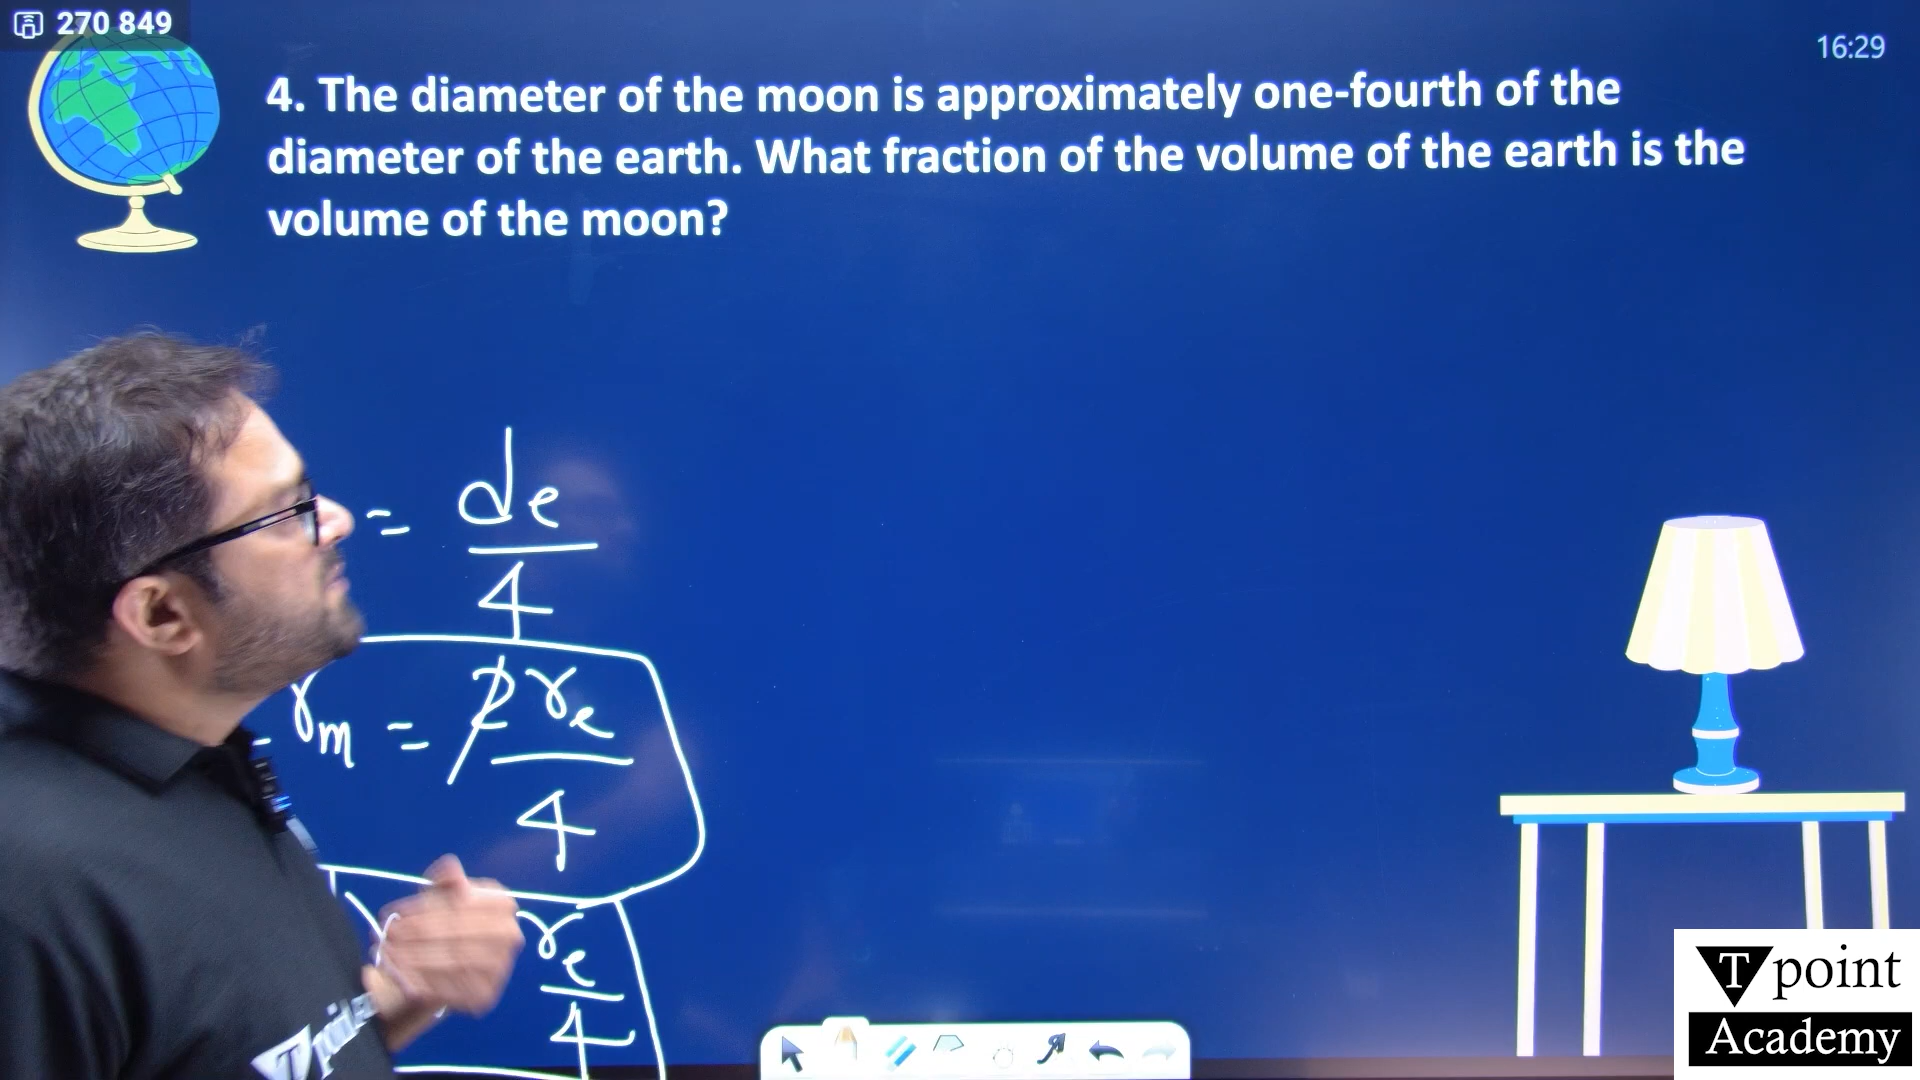 270 849
16:29
4. The diameter of the moon is approximately one-fourth of the
diameter of the earth. What fraction of the volume of the earth is the
volume of the moon?
= de
4
rm = 2re
4
re
4
Tpoint
T point
Academy